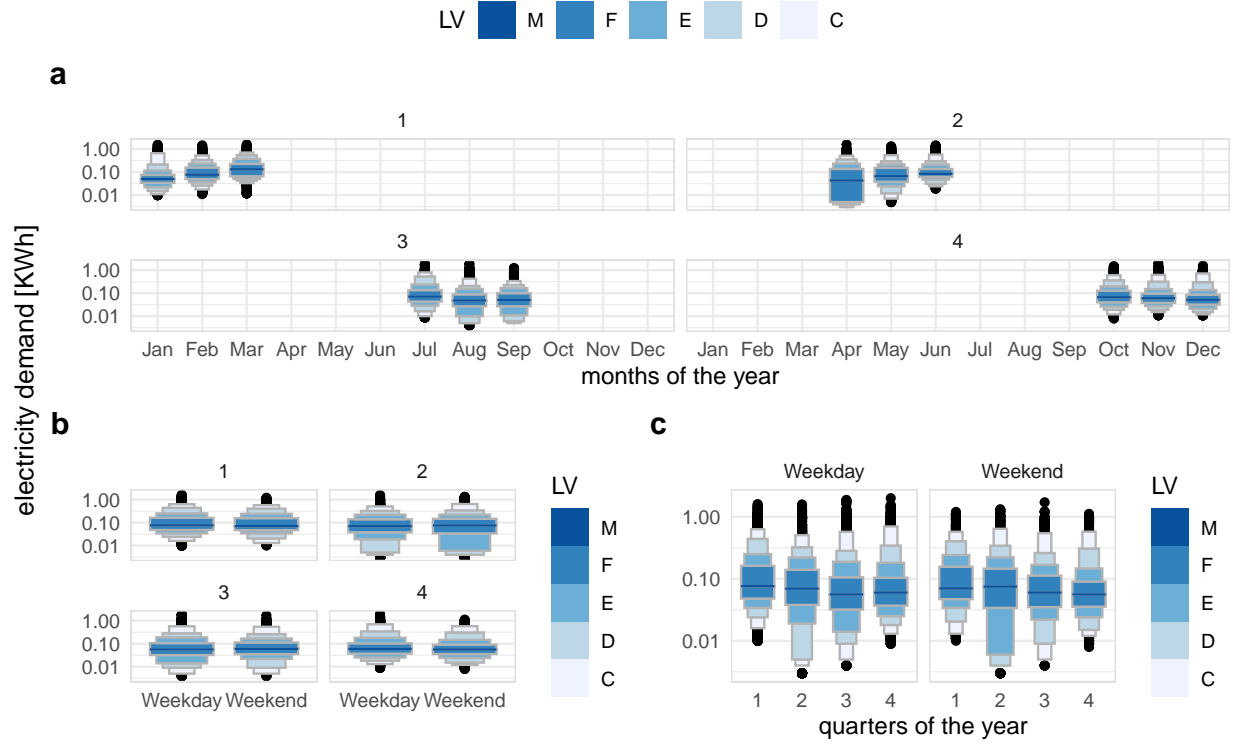 LV M F E D C
a
1 2
1.00
0.10
0.01
3 4
1.00
0.10
0.01
Jan Feb Mar Apr May Jun Jul Aug Sep Oct Nov Dec Jan Feb Mar Apr May Jun Jul Aug Sep Oct Nov Dec
months of the year
electricity demand [KWh]
b
1 2
1.00
0.10
0.01
3 4
1.00
0.10
0.01
Weekday Weekend Weekday Weekend
LV
M
F
E
D
C
c
Weekday Weekend
1.00
0.10
0.01
1 2 3 4 1 2 3 4
quarters of the year
LV
M
F
E
D
C